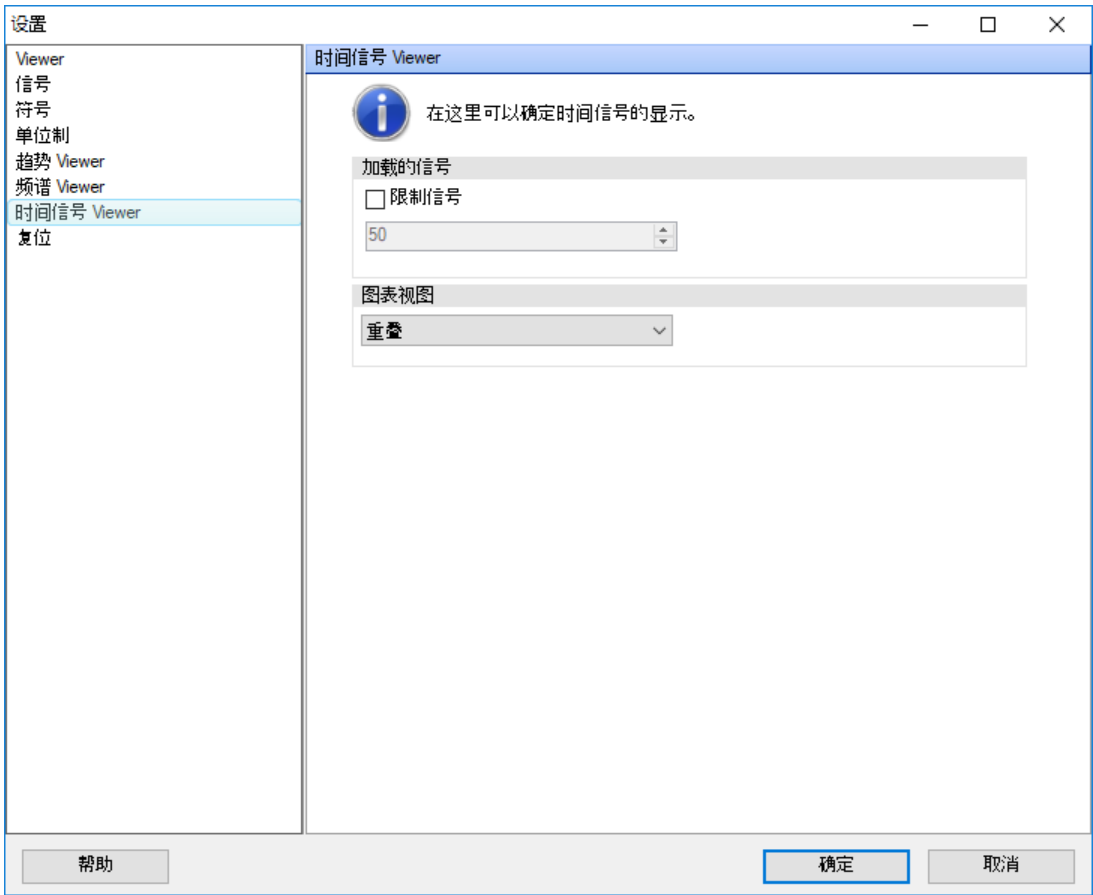 设置
Viewer
信号
符号
单位制
趋势 Viewer
频谱 Viewer
时间信号 Viewer
复位
时间信号 Viewer
在这里可以确定时间信号的显示。
加载的信号
限制信号
50
图表视图
重叠
帮助
确定
取消